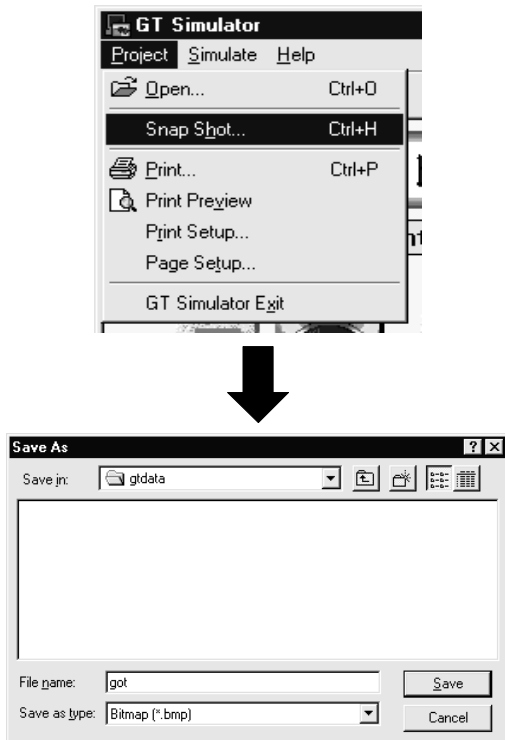 GT Simulator
Project Simulate Help
Open... Ctrl+O
Snap Shot... Ctrl+H
Print... Ctrl+P
Print Preview
Print Setup...
Page Setup...
GT Simulator Exit
Save As
Save in: gtdata
File name: got Save
Save as type: Bitmap (*.bmp) Cancel